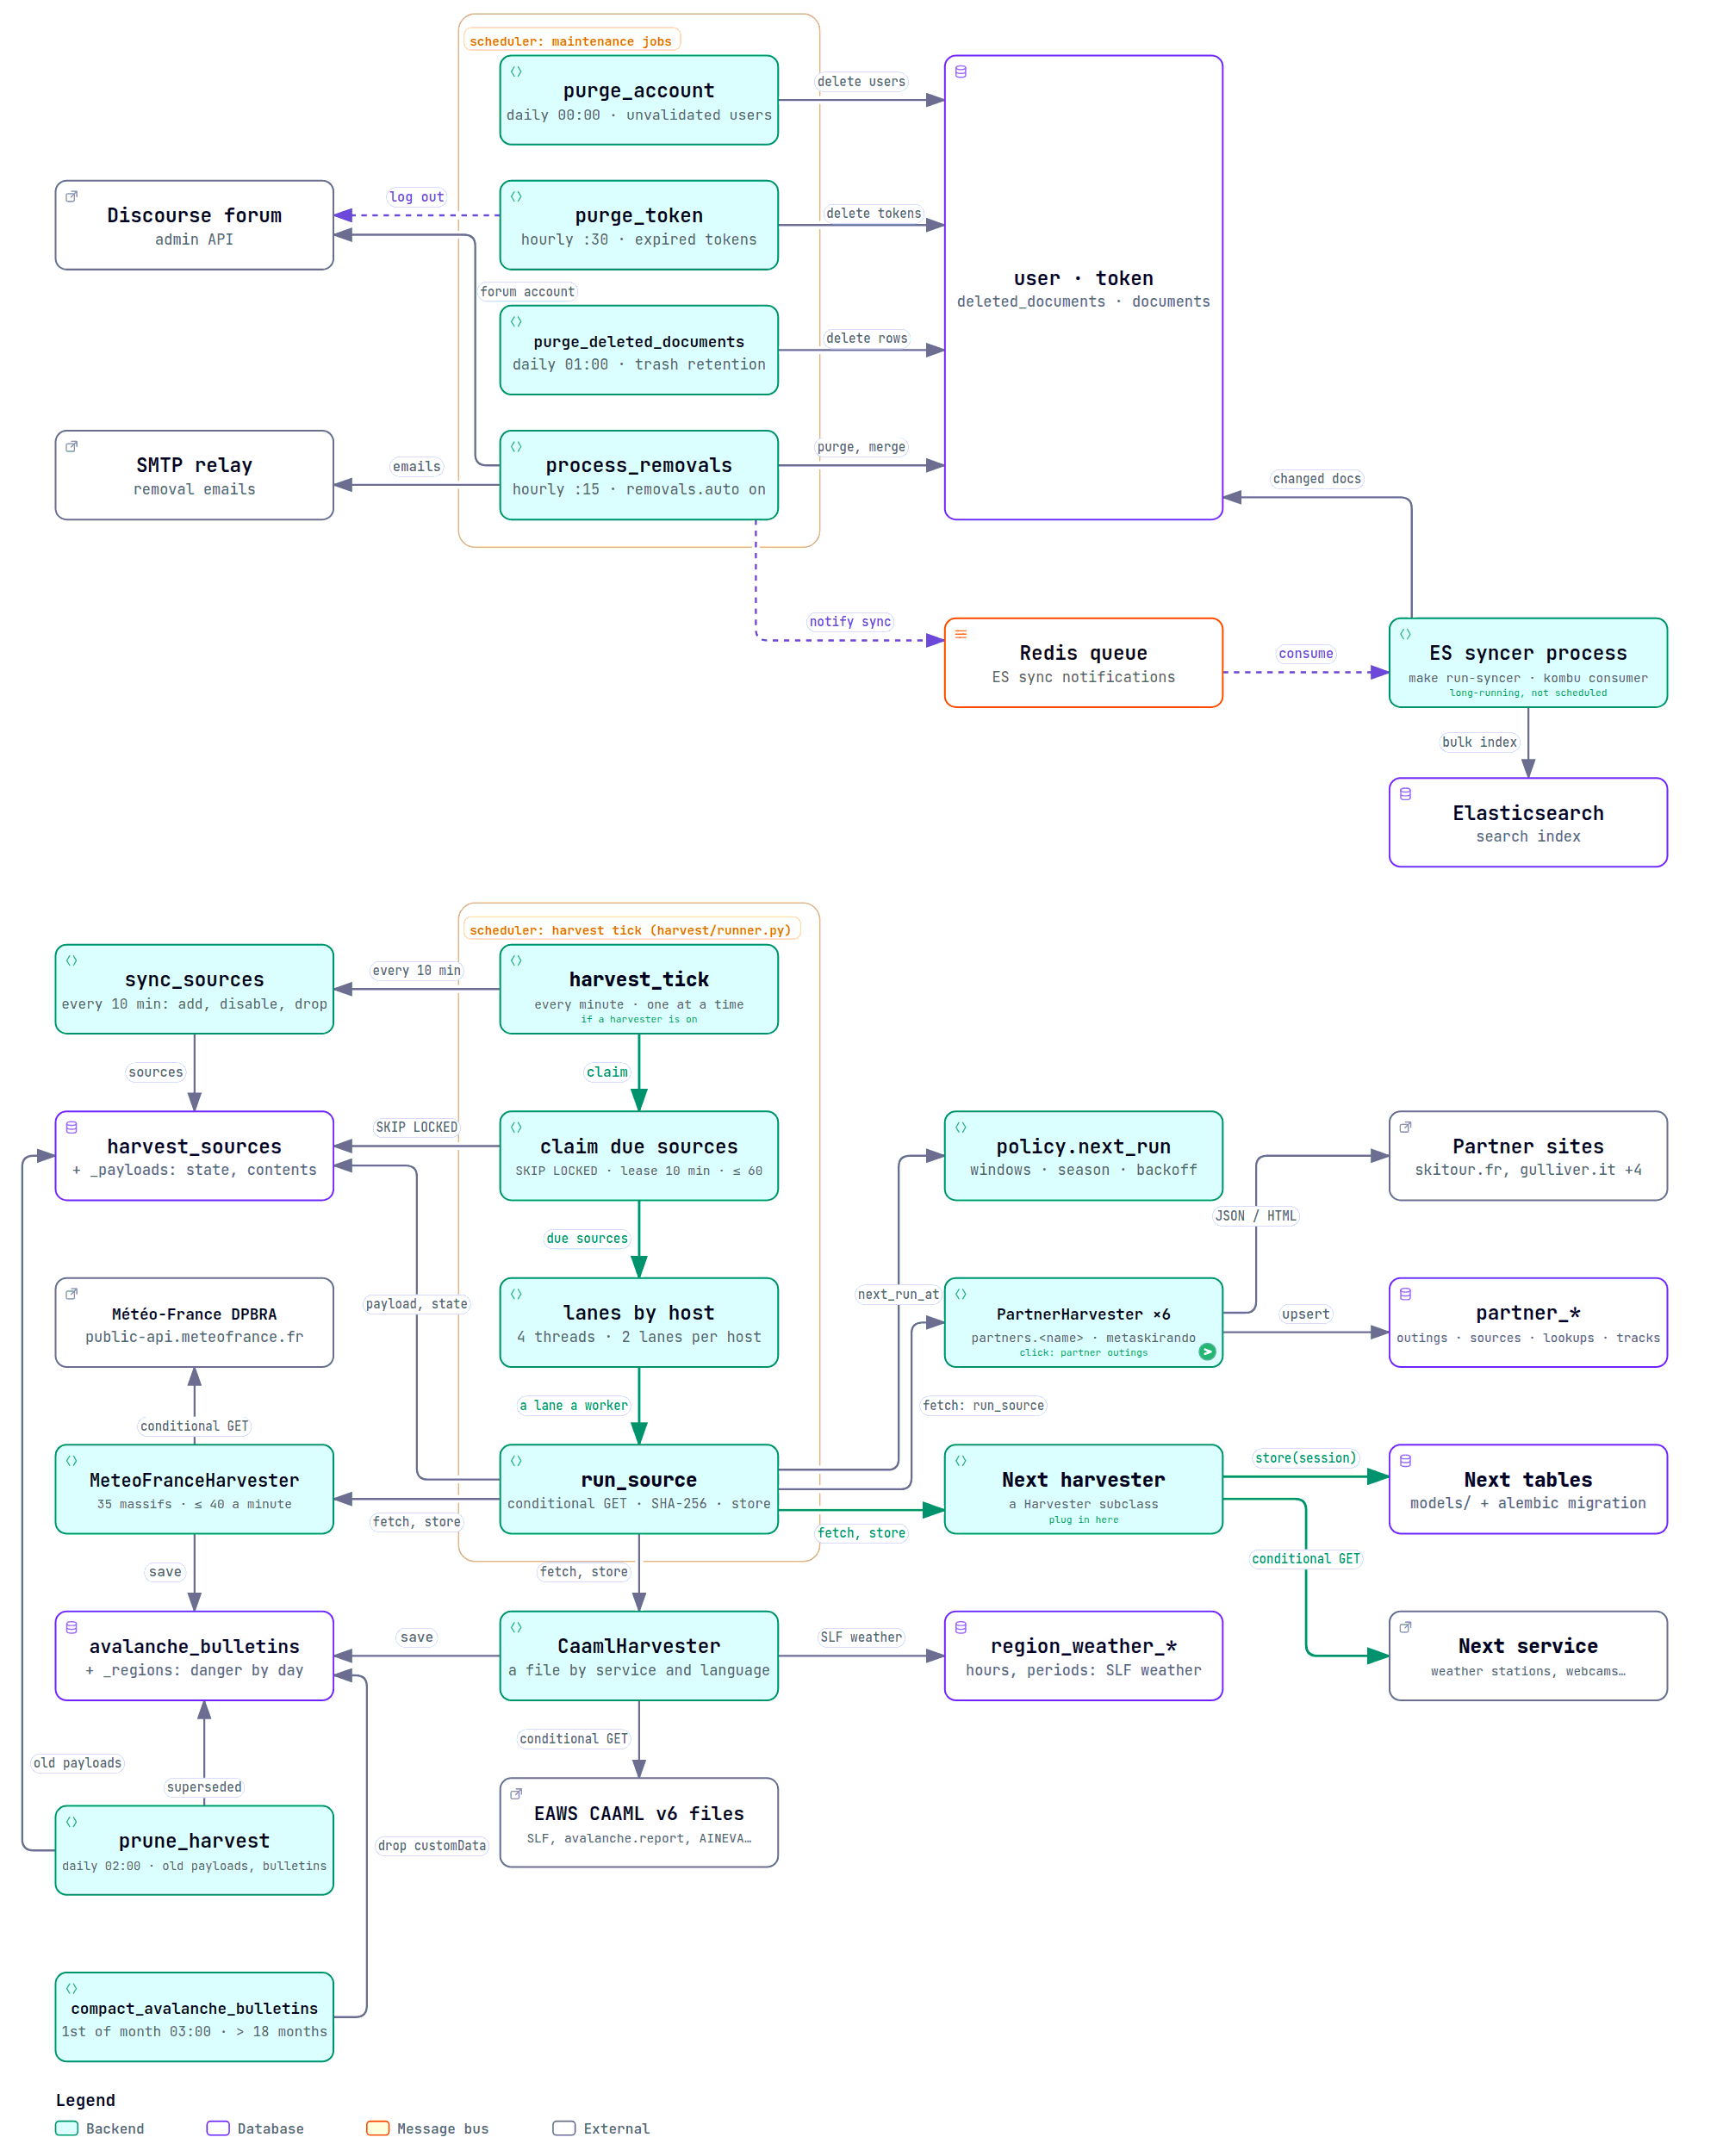 scheduler: maintenance jobs
purge_account
daily 00:00 · unvalidated users
delete users
Discourse forum
admin API
log out
purge_token
hourly :30 · expired tokens
delete tokens
user · token
deleted_documents · documents
forum account
purge_deleted_documents
daily 01:00 · trash retention
delete rows
SMTP relay
removal emails
emails
process_removals
hourly :15 · removals.auto on
purge, merge
changed docs
notify sync
Redis queue
ES sync notifications
consume
ES syncer process
make run-syncer · kombu consumer
long-running, not scheduled
bulk index
Elasticsearch
search index
scheduler: harvest tick (harvest/runner.py)
sync_sources
every 10 min: add, disable, drop
every 10 min
harvest_tick
every minute · one at a time
if a harvester is on
sources
claim
harvest_sources
+ _payloads: state, contents
SKIP LOCKED
claim due sources
SKIP LOCKED · lease 10 min · ≤ 60
policy.next_run
windows · season · backoff
Partner sites
skitour.fr, gulliver.it +4
JSON / HTML
due sources
Météo-France DPBRA
public-api.meteofrance.fr
payload, state
lanes by host
4 threads · 2 lanes per host
next_run_at
PartnerHarvester ×6
partners.<name> · metaskirando
click: partner outings
upsert
partner_*
outings · sources · lookups · tracks
conditional GET
a lane a worker
fetch: run_source
MeteoFranceHarvester
35 massifs · ≤ 40 a minute
fetch, store
run_source
conditional GET · SHA-256 · store
fetch, store
Next harvester
a Harvester subclass
plug in here
store(session)
Next tables
models/ + alembic migration
conditional GET
save
fetch, store
avalanche_bulletins
+ _regions: danger by day
save
CaamlHarvester
a file by service and language
SLF weather
region_weather_*
hours, periods: SLF weather
Next service
weather stations, webcams…
old payloads
superseded
conditional GET
prune_harvest
daily 02:00 · old payloads, bulletins
drop customData
EAWS CAAML v6 files
SLF, avalanche.report, AINEVA…
compact_avalanche_bulletins
1st of month 03:00 · > 18 months
Legend
Backend
Database
Message bus
External